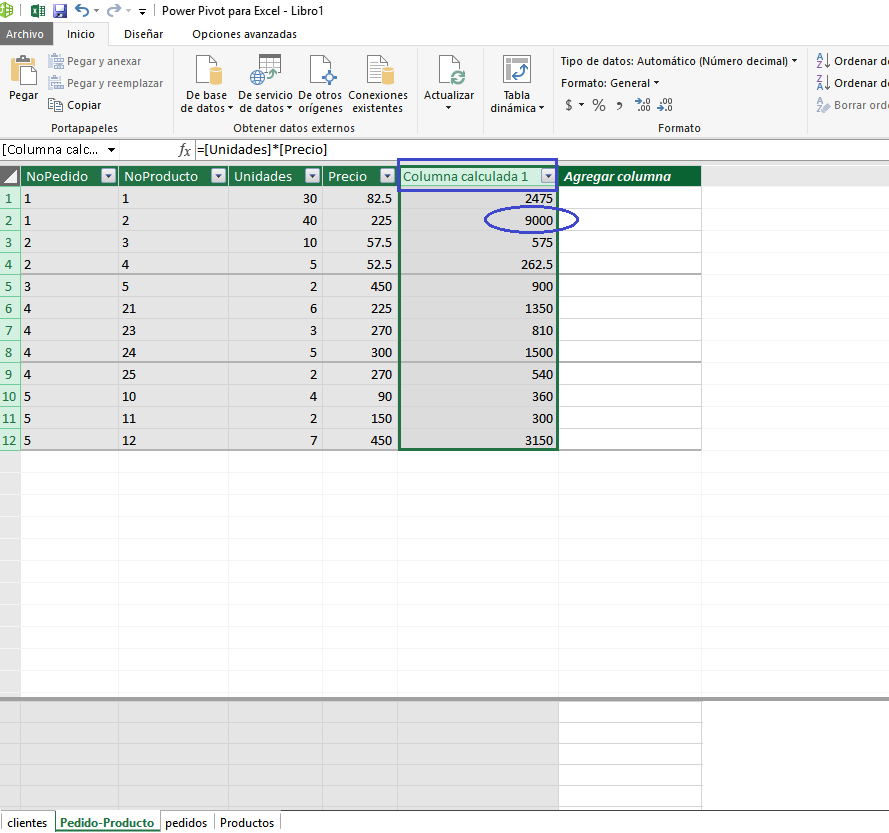 Power Pivot para Excel - Libro1
Archivo Inicio Diseñar Opciones avanzadas
Pegar
Pegar y anexar
Pegar y reemplazar
Copiar
Portapapeles
De base de datos
De servicio de datos
De otros orígenes
Conexiones existentes
Obtener datos externos
Actualizar
Tabla dinámica
Tipo de datos: Automático (Número decimal)
Formato: General
$ % , .00 .00
Formato
Ordenar
Ordenar
Borrar
[Columna calc... fx =[Unidades]*[Precio]
NoPedido NoProducto Unidades Precio Columna calculada 1 Agregar columna
1 1 1 30 82.5 2475
2 1 2 40 225 9000
3 2 3 10 57.5 575
4 2 4 5 52.5 262.5
5 3 5 2 450 900
6 4 21 6 225 1350
7 4 23 3 270 810
8 4 24 5 300 1500
9 4 25 2 270 540
10 5 10 4 90 360
11 5 11 2 150 300
12 5 12 7 450 3150
clientes Pedido-Producto pedidos Productos